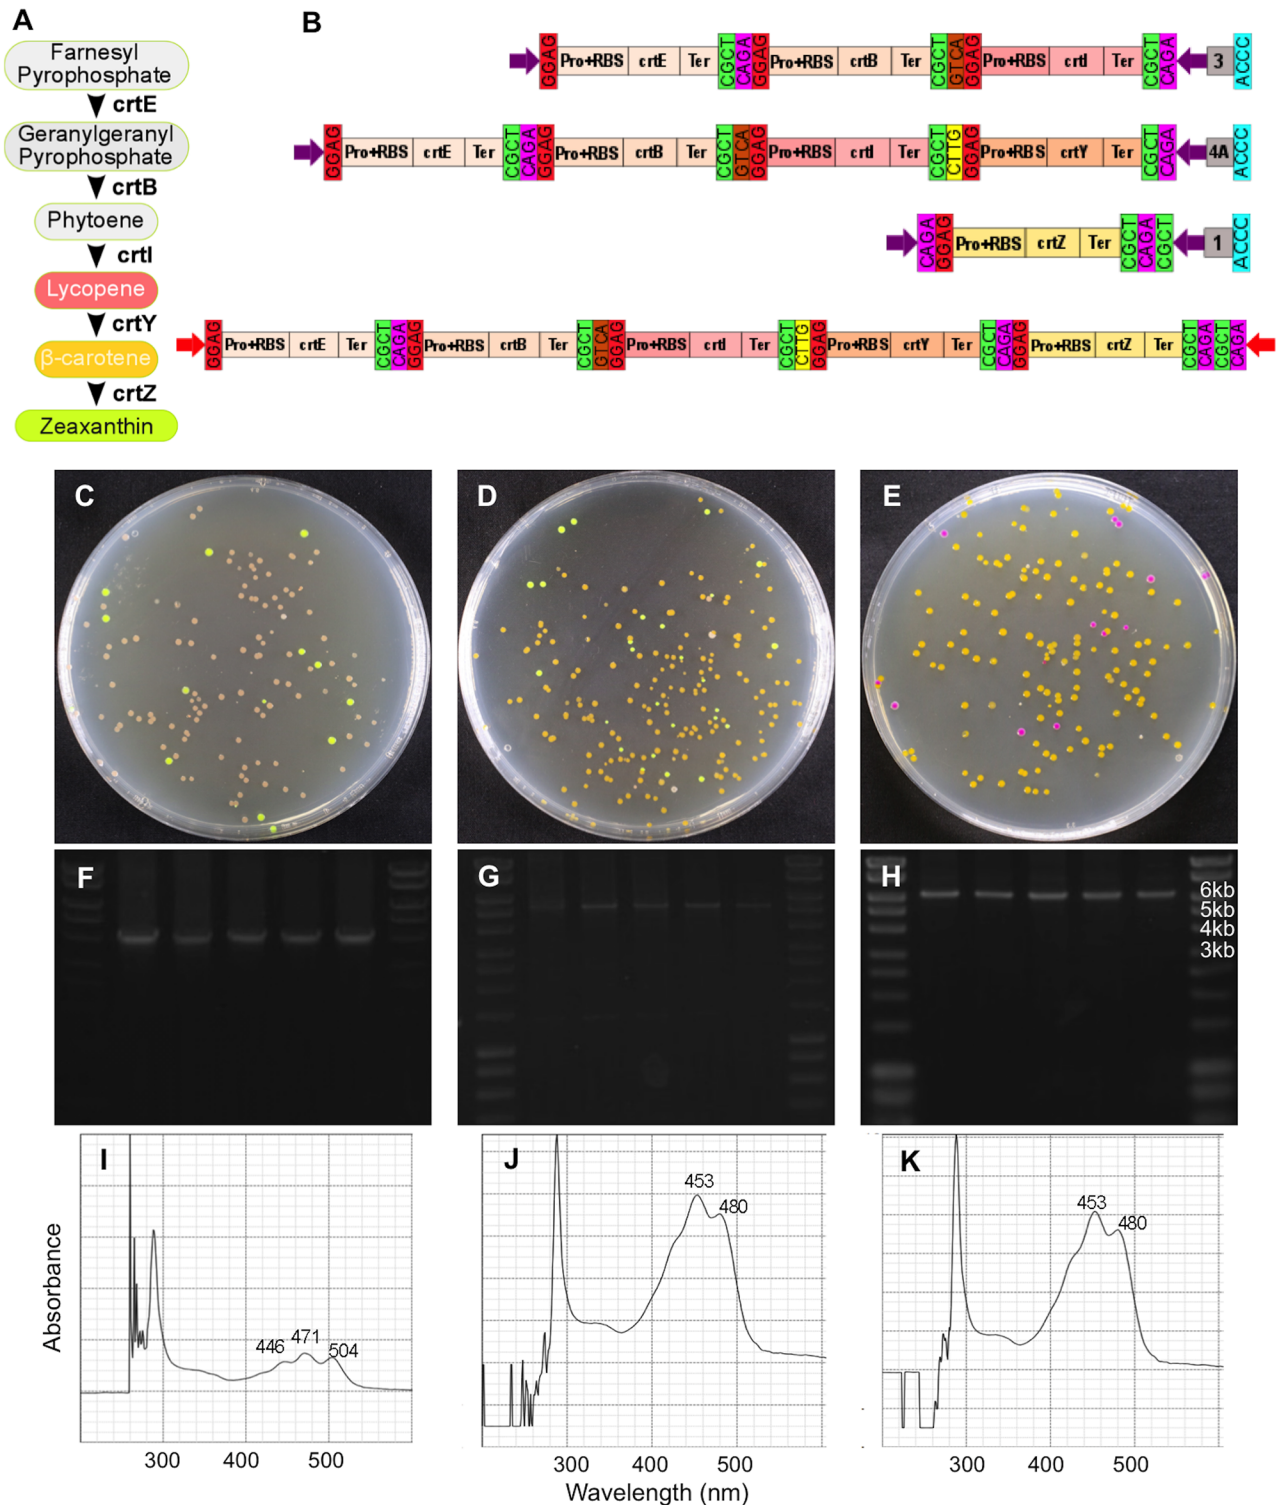 A
Farnesyl
Pyrophosphate
crtE
Geranylgeranyl
Pyrophosphate
crtB
Phytoene
crtI
Lycopene
crtY
β-carotene
crtZ
Zeaxanthin
B
GGAG Pro+RBS crtE Ter CGCT CAGA GGAG Pro+RBS crtB Ter CGCT GTCA GGAG Pro+RBS crtI Ter CGCT CAGA 3 ACCC
GGAG Pro+RBS crtE Ter CGCT CAGA GGAG Pro+RBS crtB Ter CGCT GTCA GGAG Pro+RBS crtI Ter CGCT CTTG GGAG Pro+RBS crtY Ter CGCT CAGA 4A ACCC
CAGA GGAG Pro+RBS crtZ Ter CGCT CAGA CGCT 1 ACCC
GGAG Pro+RBS crtE Ter CGCT CAGA GGAG Pro+RBS crtB Ter CGCT GTCA GGAG Pro+RBS crtI Ter CGCT CTTG GGAG Pro+RBS crtY Ter CGCT CAGA GGAG Pro+RBS crtZ Ter CGCT CAGA CGCT CAGA
C
D
E
F
G
H
6kb
5kb
4kb
3kb
I
446 471 504
J
453
480
K
453
480
Absorbance
300 400 500
300 400 500
300 400 500
Wavelength (nm)